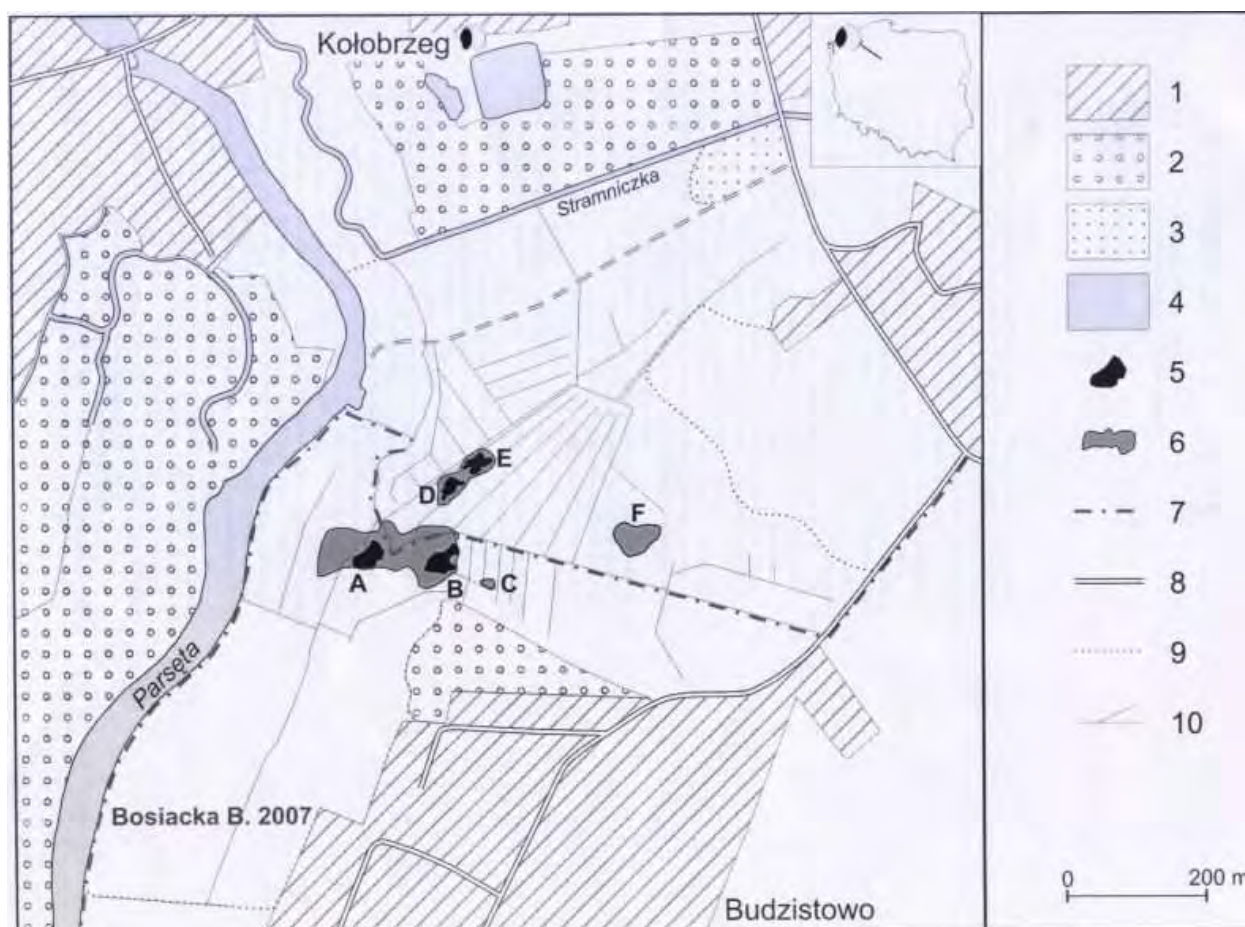 Kołobrzeg
Stramniczka
E
D
F
A
B
C
Parsęta
Bosiacka B. 2007
Budzistowo
1
2
3
4
5
6
7
8
9
10
0 200 m